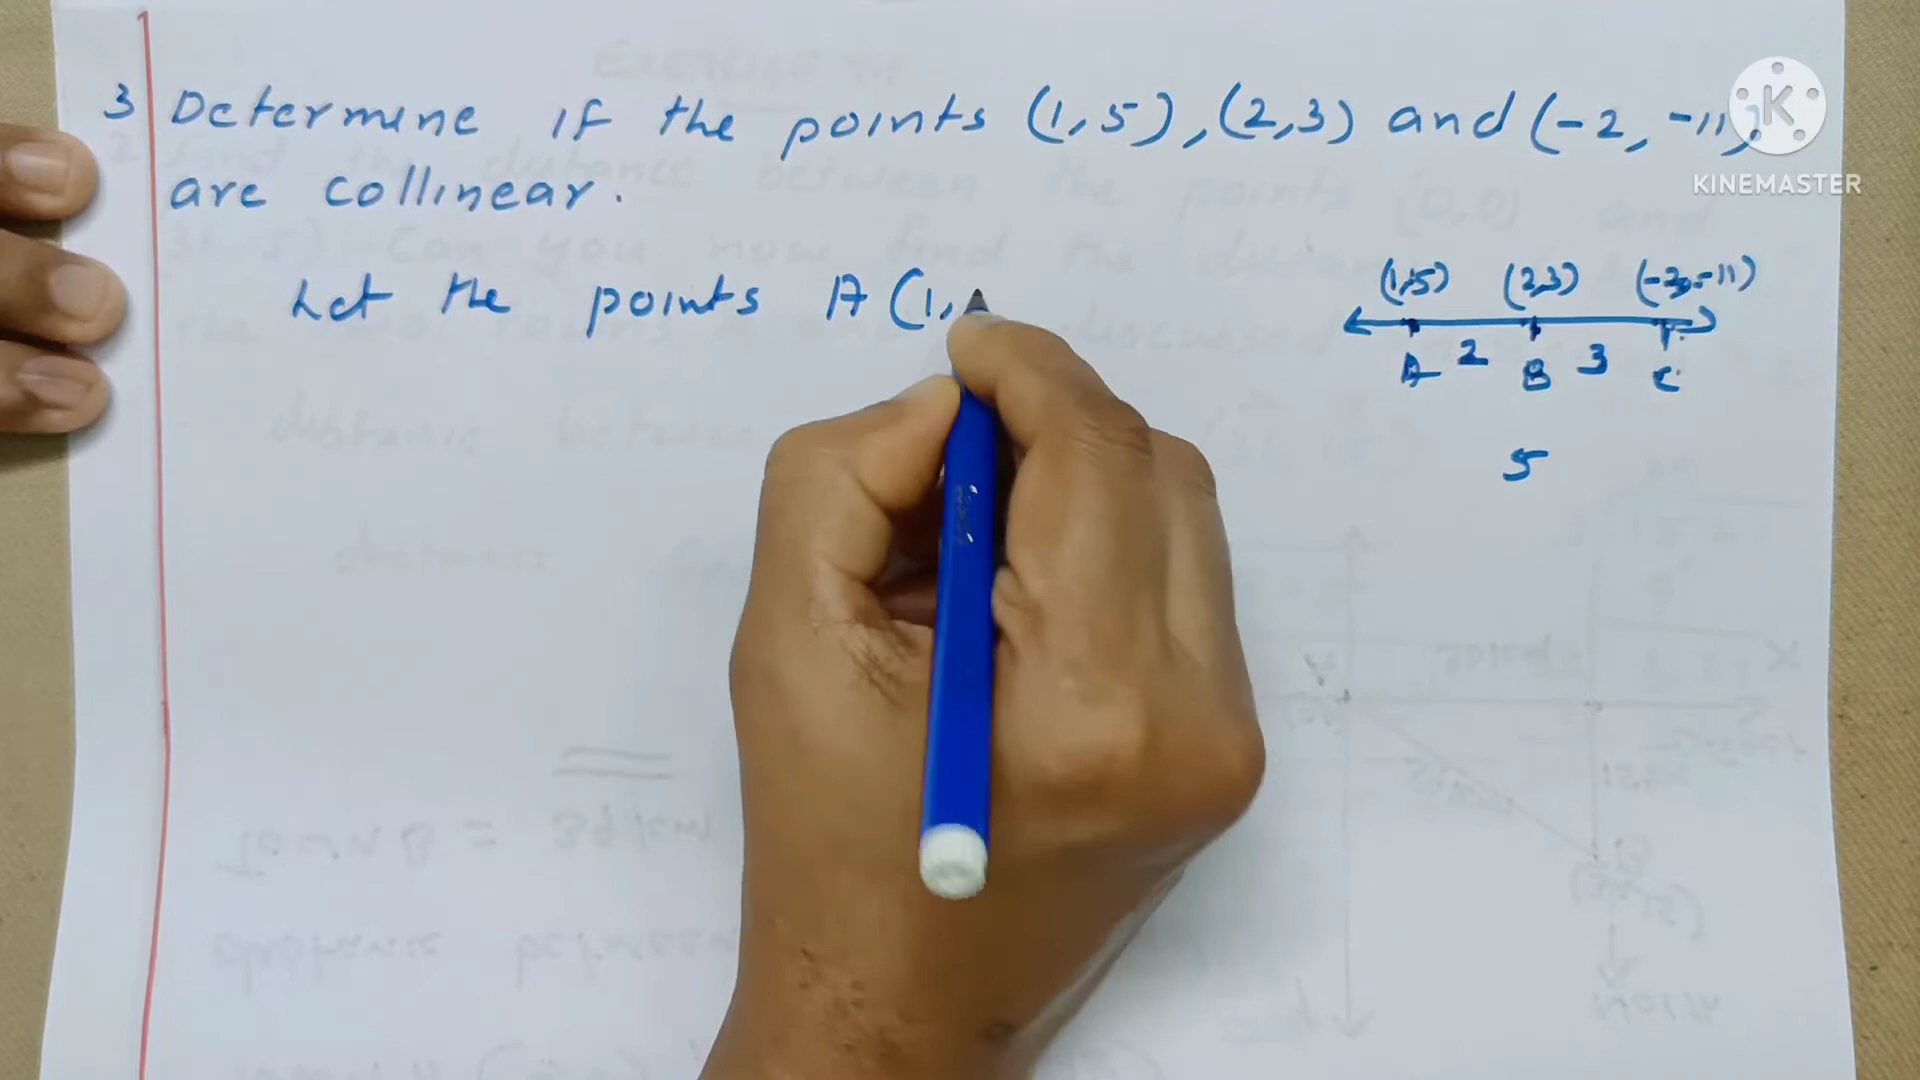 3 Determine if the points (1,5), (2,3) and (-2, -11)
are collinear.
Let the points A (1,
(1,5) (2,3) (-2,-11)
2 3
A B C
5
K
KINEMASTER